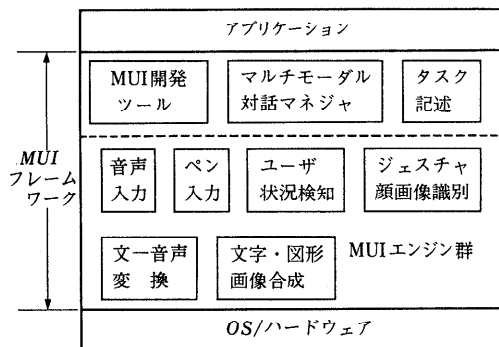 アプリケーション
MUI開発
ツール
マルチモーダル
対話マネジャ
タスク
記述
MUI
フレーム
ワーク
音声
入力
ペン
入力
ユーザ
状況検知
ジェスチャ
顔画像識別
文一音声
変　換
文字・図形
画像合成
MUIエンジン群
OS/ハードウェア